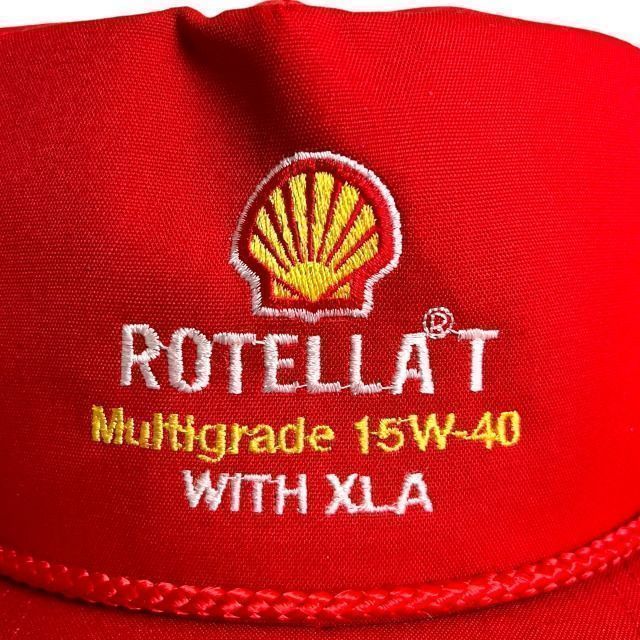 ROTELLA® T
Multigrade 15W-40
WITH XLA